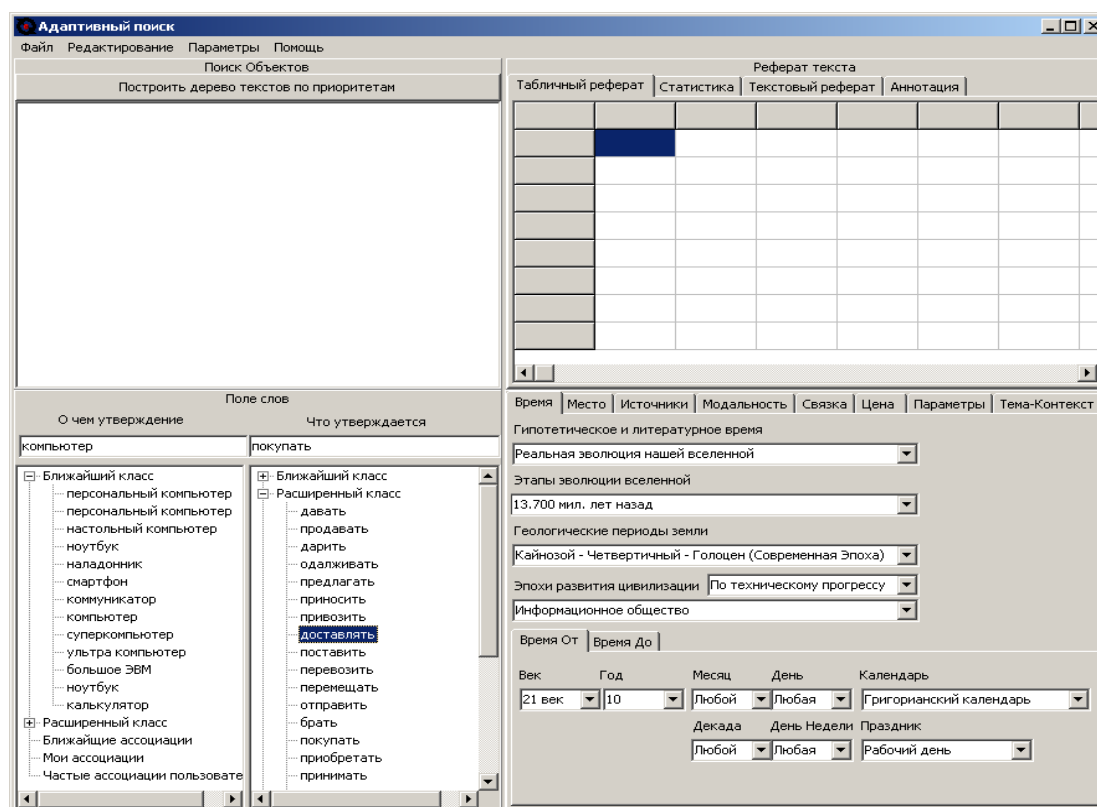 Адаптивный поиск
Файл Редактирование Параметры Помощь
Поиск Объектов
Построить дерево текстов по приоритетам
Реферат текста
Табличный реферат Статистика Текстовый реферат Аннотация
Поле слов
О чем утверждение Что утверждается
компьютер покупать
Ближайший класс
персональный компьютер
персональный компьютер
настольный компьютер
ноутбук
наладонник
смартфон
коммуникатор
компьютер
суперкомпьютер
ультра компьютер
большое ЭВМ
ноутбук
калькулятор
Расширенный класс
Ближайщие ассоциации
Мои ассоциации
Частые ассоциации пользовате
Ближайший класс
Расширенный класс
давать
продавать
дарить
одалживать
предлагать
приносить
привозить
доставлять
поставить
перевозить
перемещать
отправить
брать
покупать
приобретать
принимать
Время Место Источники Модальность Связка Цена Параметры Тема-Контекст
Гипотетическое и литературное время
Реальная эволюция нашей вселенной
Этапы эволюции вселенной
13.700 мил. лет назад
Геологические периоды земли
Кайнозой - Четвертичный - Голоцен (Современная Эпоха)
Эпохи развития цивилизации По техническому прогрессу
Информационное общество
Время От Время До
Век Год Месяц День Календарь
21 век 10 Любой Любая Григорианский календарь
Декада День Недели Праздник
Любой Любая Рабочий день